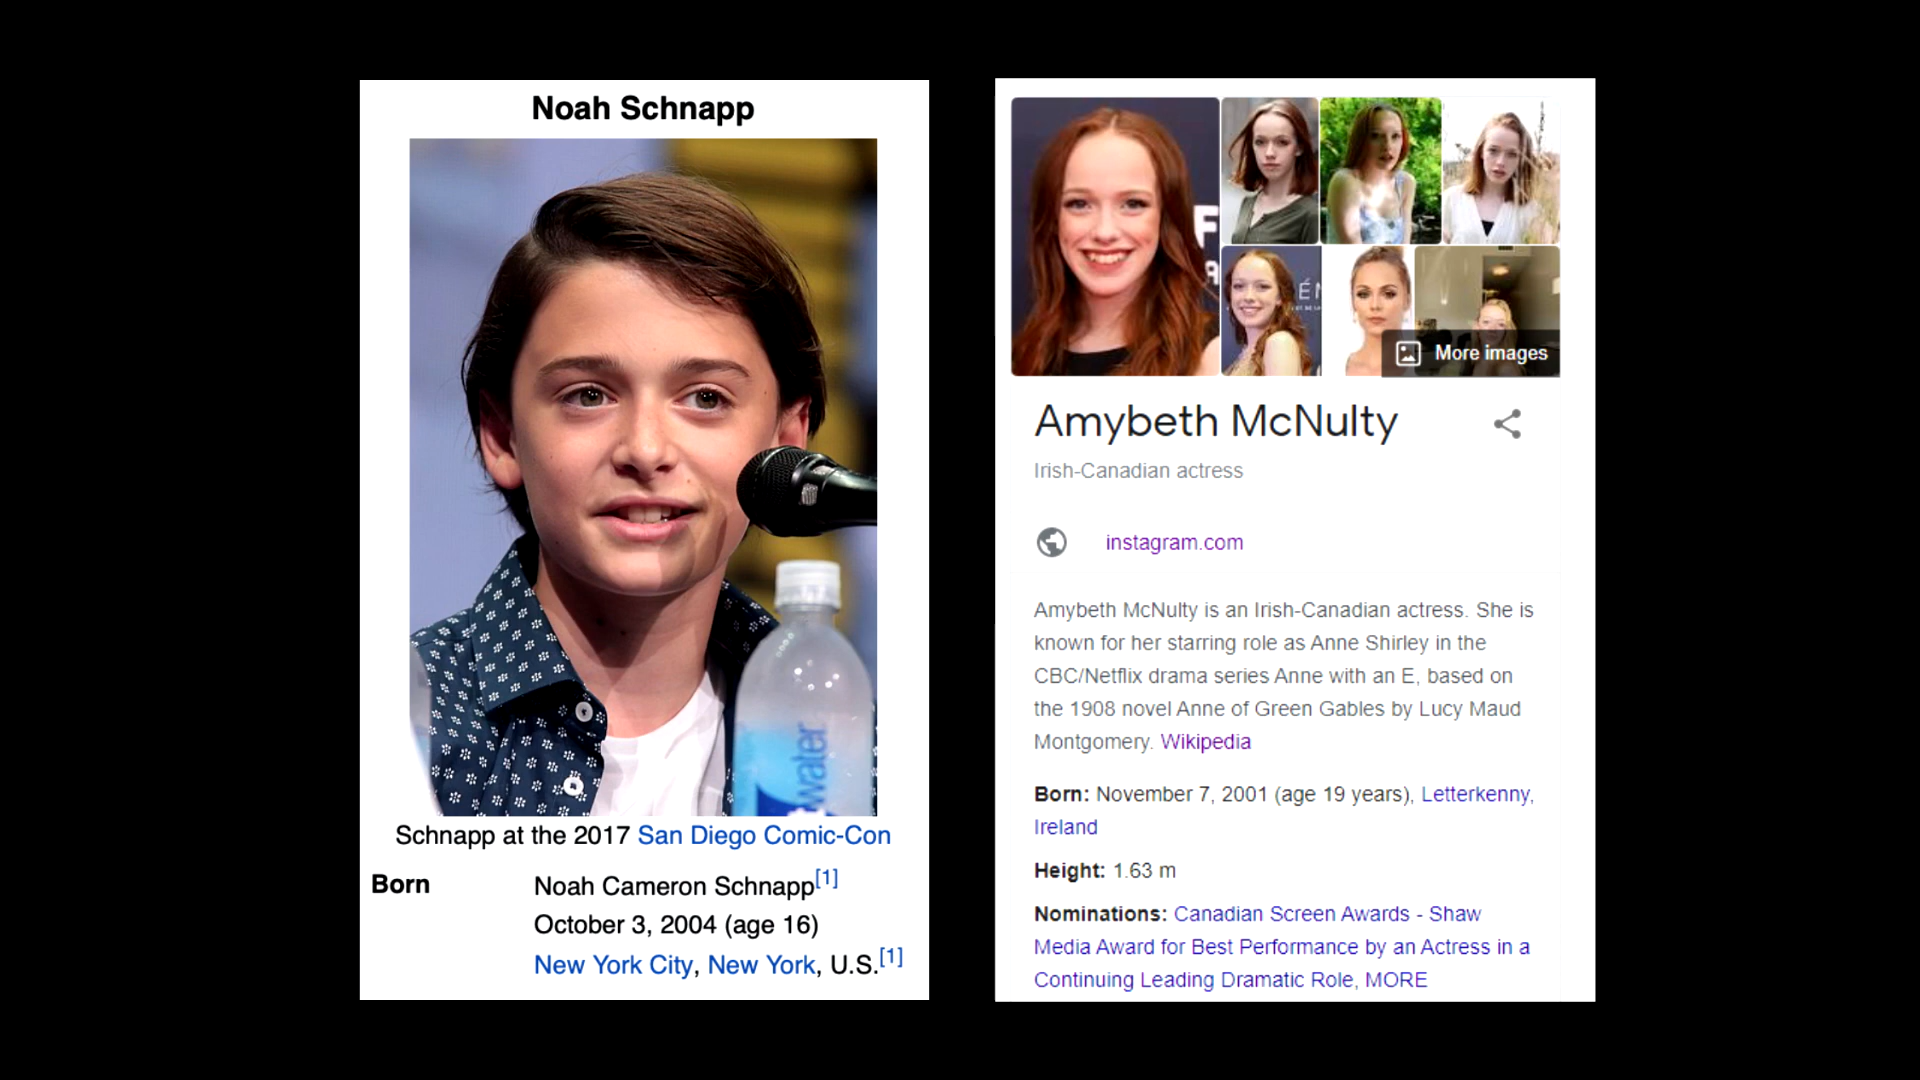 Noah Schnapp
water
Schnapp at the 2017 San Diego Comic-Con
Born
Noah Cameron Schnapp[1]
October 3, 2004 (age 16)
New York City, New York, U.S.[1]
F
A
ÉN
More images
Amybeth McNulty
Irish-Canadian actress
instagram.com
Amybeth McNulty is an Irish-Canadian actress. She is
known for her starring role as Anne Shirley in the
CBC/Netflix drama series Anne with an E, based on
the 1908 novel Anne of Green Gables by Lucy Maud
Montgomery. Wikipedia
Born: November 7, 2001 (age 19 years), Letterkenny,
Ireland
Height: 1.63 m
Nominations: Canadian Screen Awards - Shaw
Media Award for Best Performance by an Actress in a
Continuing Leading Dramatic Role, MORE